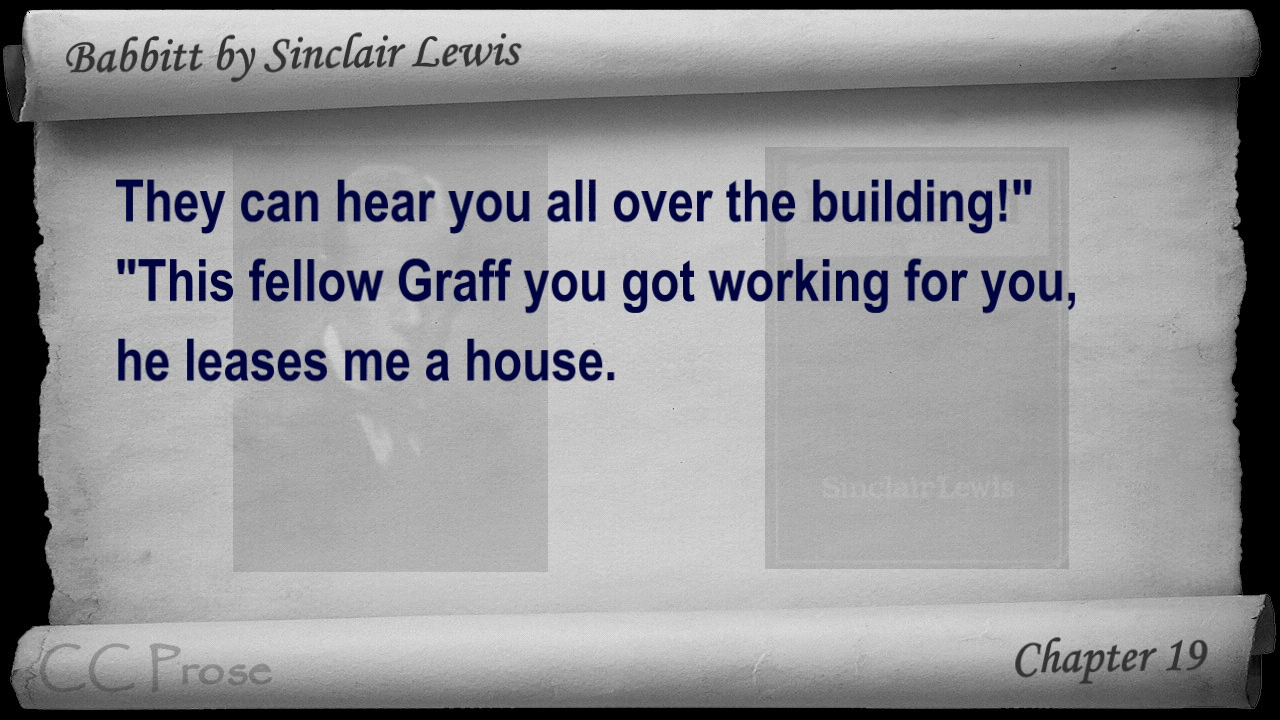 Babbitt by Sinclair Lewis
They can hear you all over the building!"
"This fellow Graff you got working for you,
he leases me a house.
Sinclair Lewis
CC Prose
Chapter 19